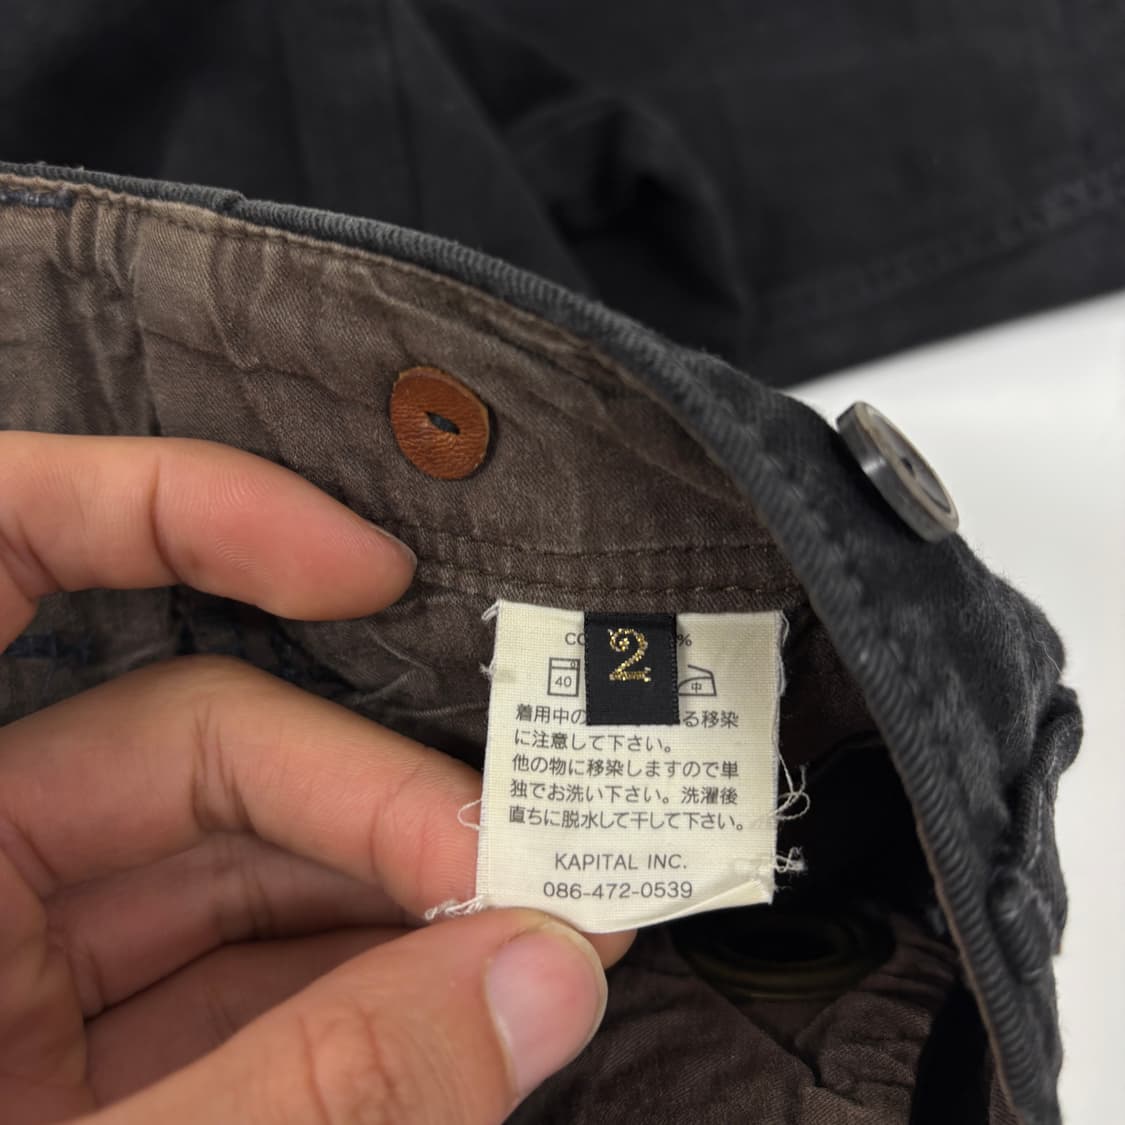 2
40
中
着用中の
る移染
に注意して下さい。
他の物に移染しますので単
独でお洗い下さい。洗濯後
直ちに脱水して干して下さい。
KAPITAL INC.
086-472-0539